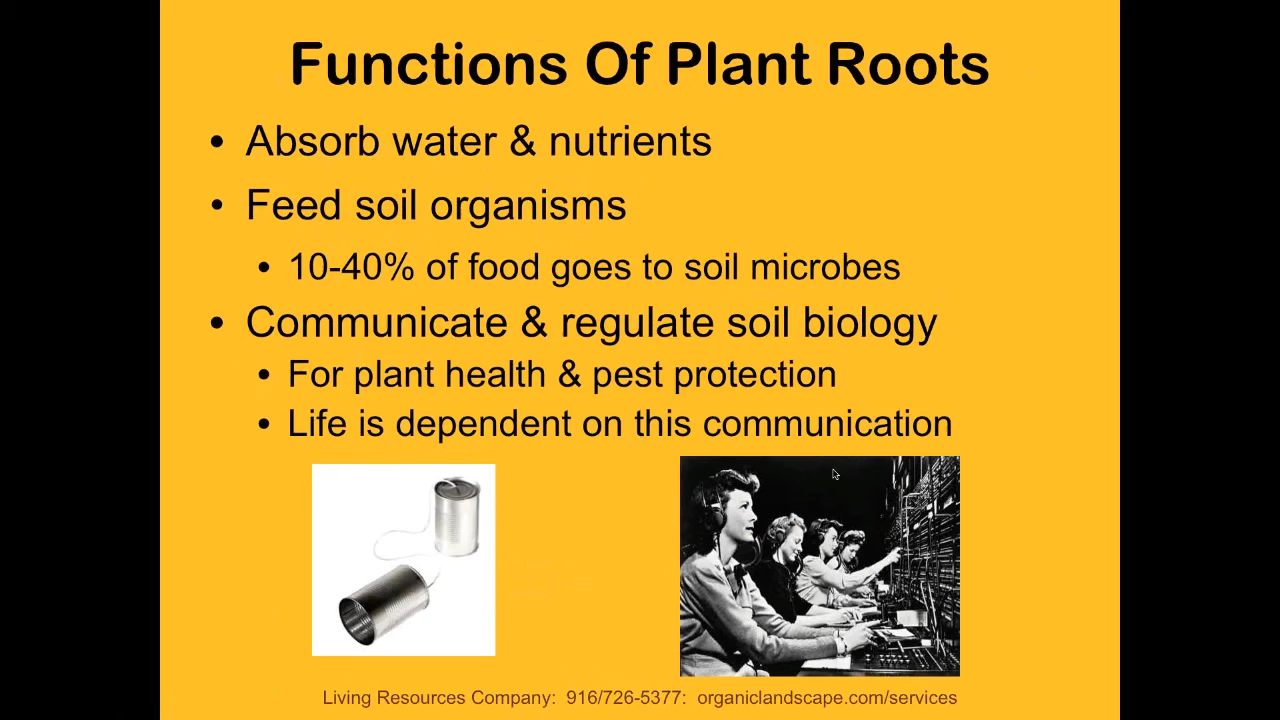 Functions Of Plant Roots
• Absorb water & nutrients
• Feed soil organisms
• 10-40% of food goes to soil microbes
• Communicate & regulate soil biology
• For plant health & pest protection
• Life is dependent on this communication
Living Resources Company:  916/726-5377:  organiclandscape.com/services